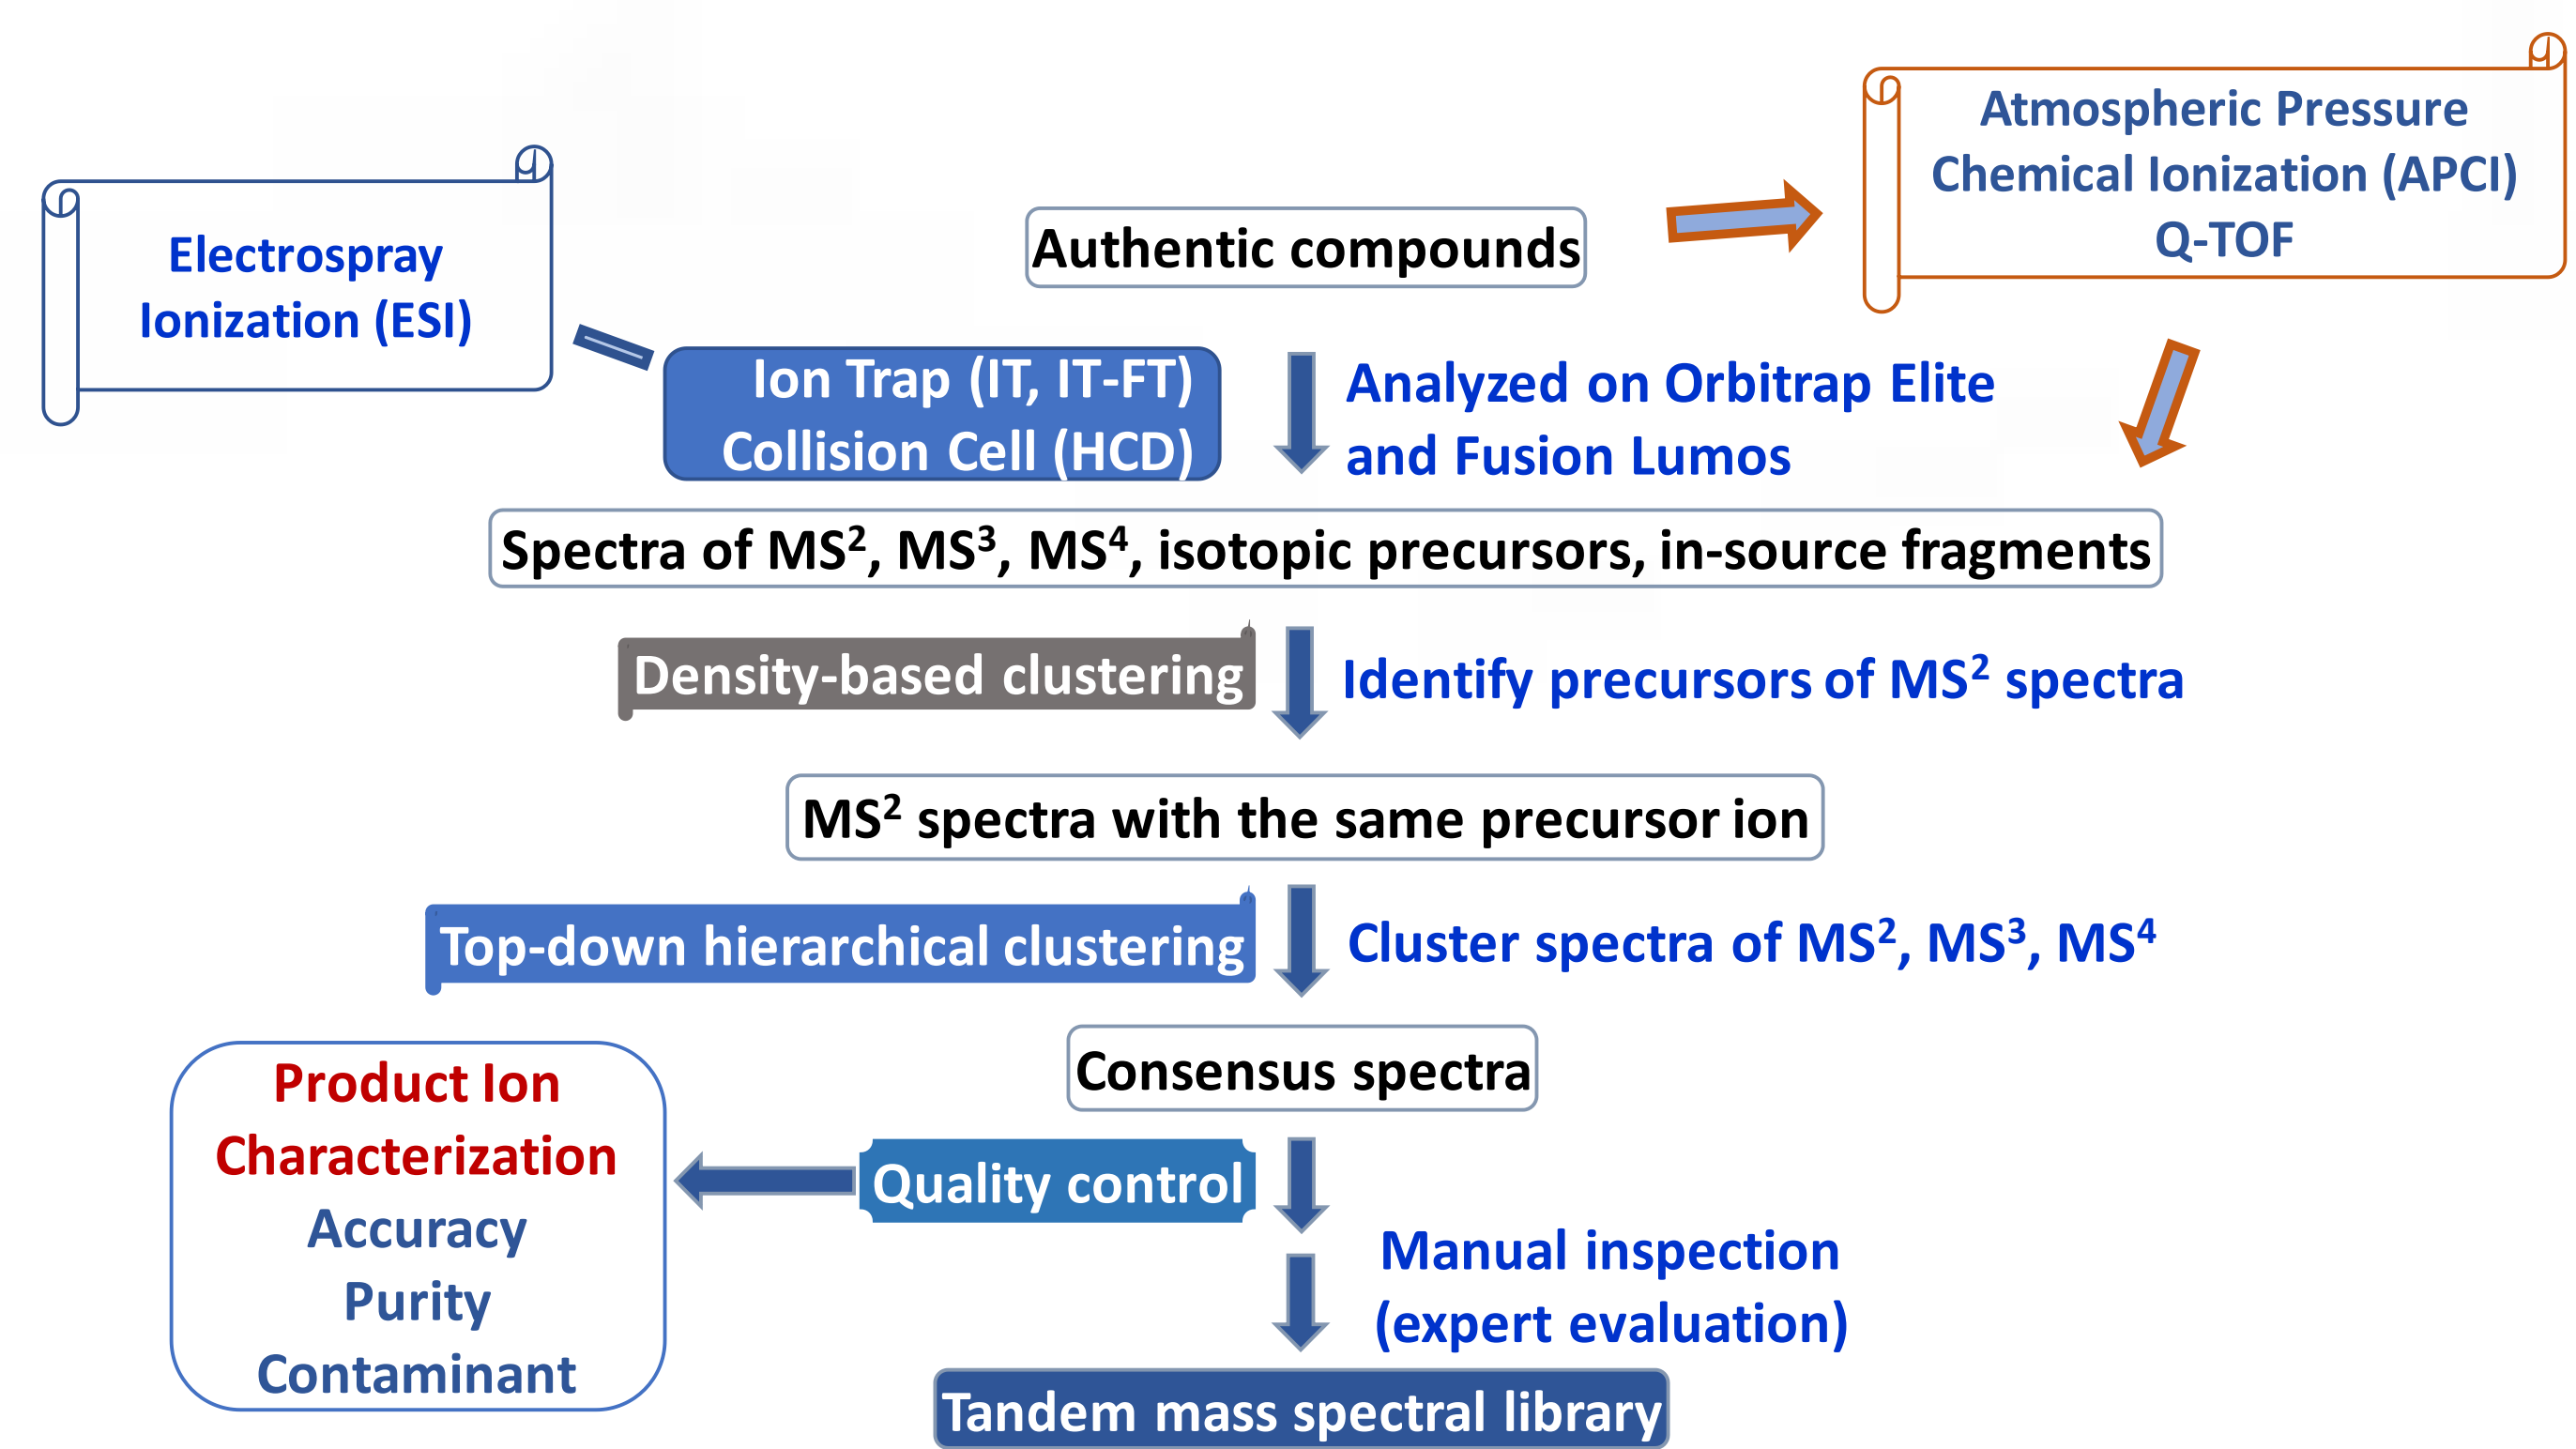 Atmospheric Pressure
Chemical Ionization (APCI)
Q-TOF
Electrospray
Ionization (ESI)
Authentic compounds
Ion Trap (IT, IT-FT)
Collision Cell (HCD)
Analyzed on Orbitrap Elite
and Fusion Lumos
Spectra of MS², MS³, MS⁴, isotopic precursors, in-source fragments
Density-based clustering
Identify precursors of MS² spectra
MS² spectra with the same precursor ion
Top-down hierarchical clustering
Cluster spectra of MS², MS³, MS⁴
Consensus spectra
Quality control
Product Ion
Characterization
Accuracy
Purity
Contaminant
Manual inspection
(expert evaluation)
Tandem mass spectral library